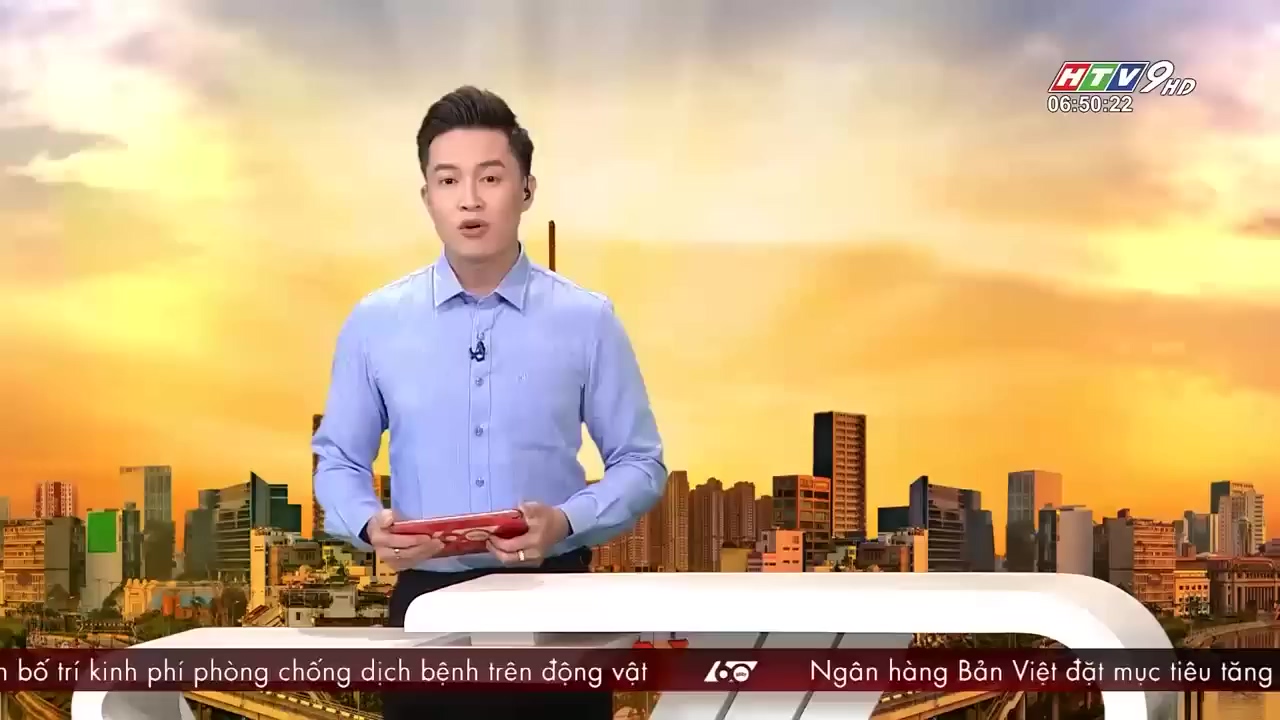 HTV9HD
06:50:22
bố trí kinh phí phòng chống dịch bệnh trên động vật 60 Ngân hàng Bản Việt đặt mục tiêu tăng